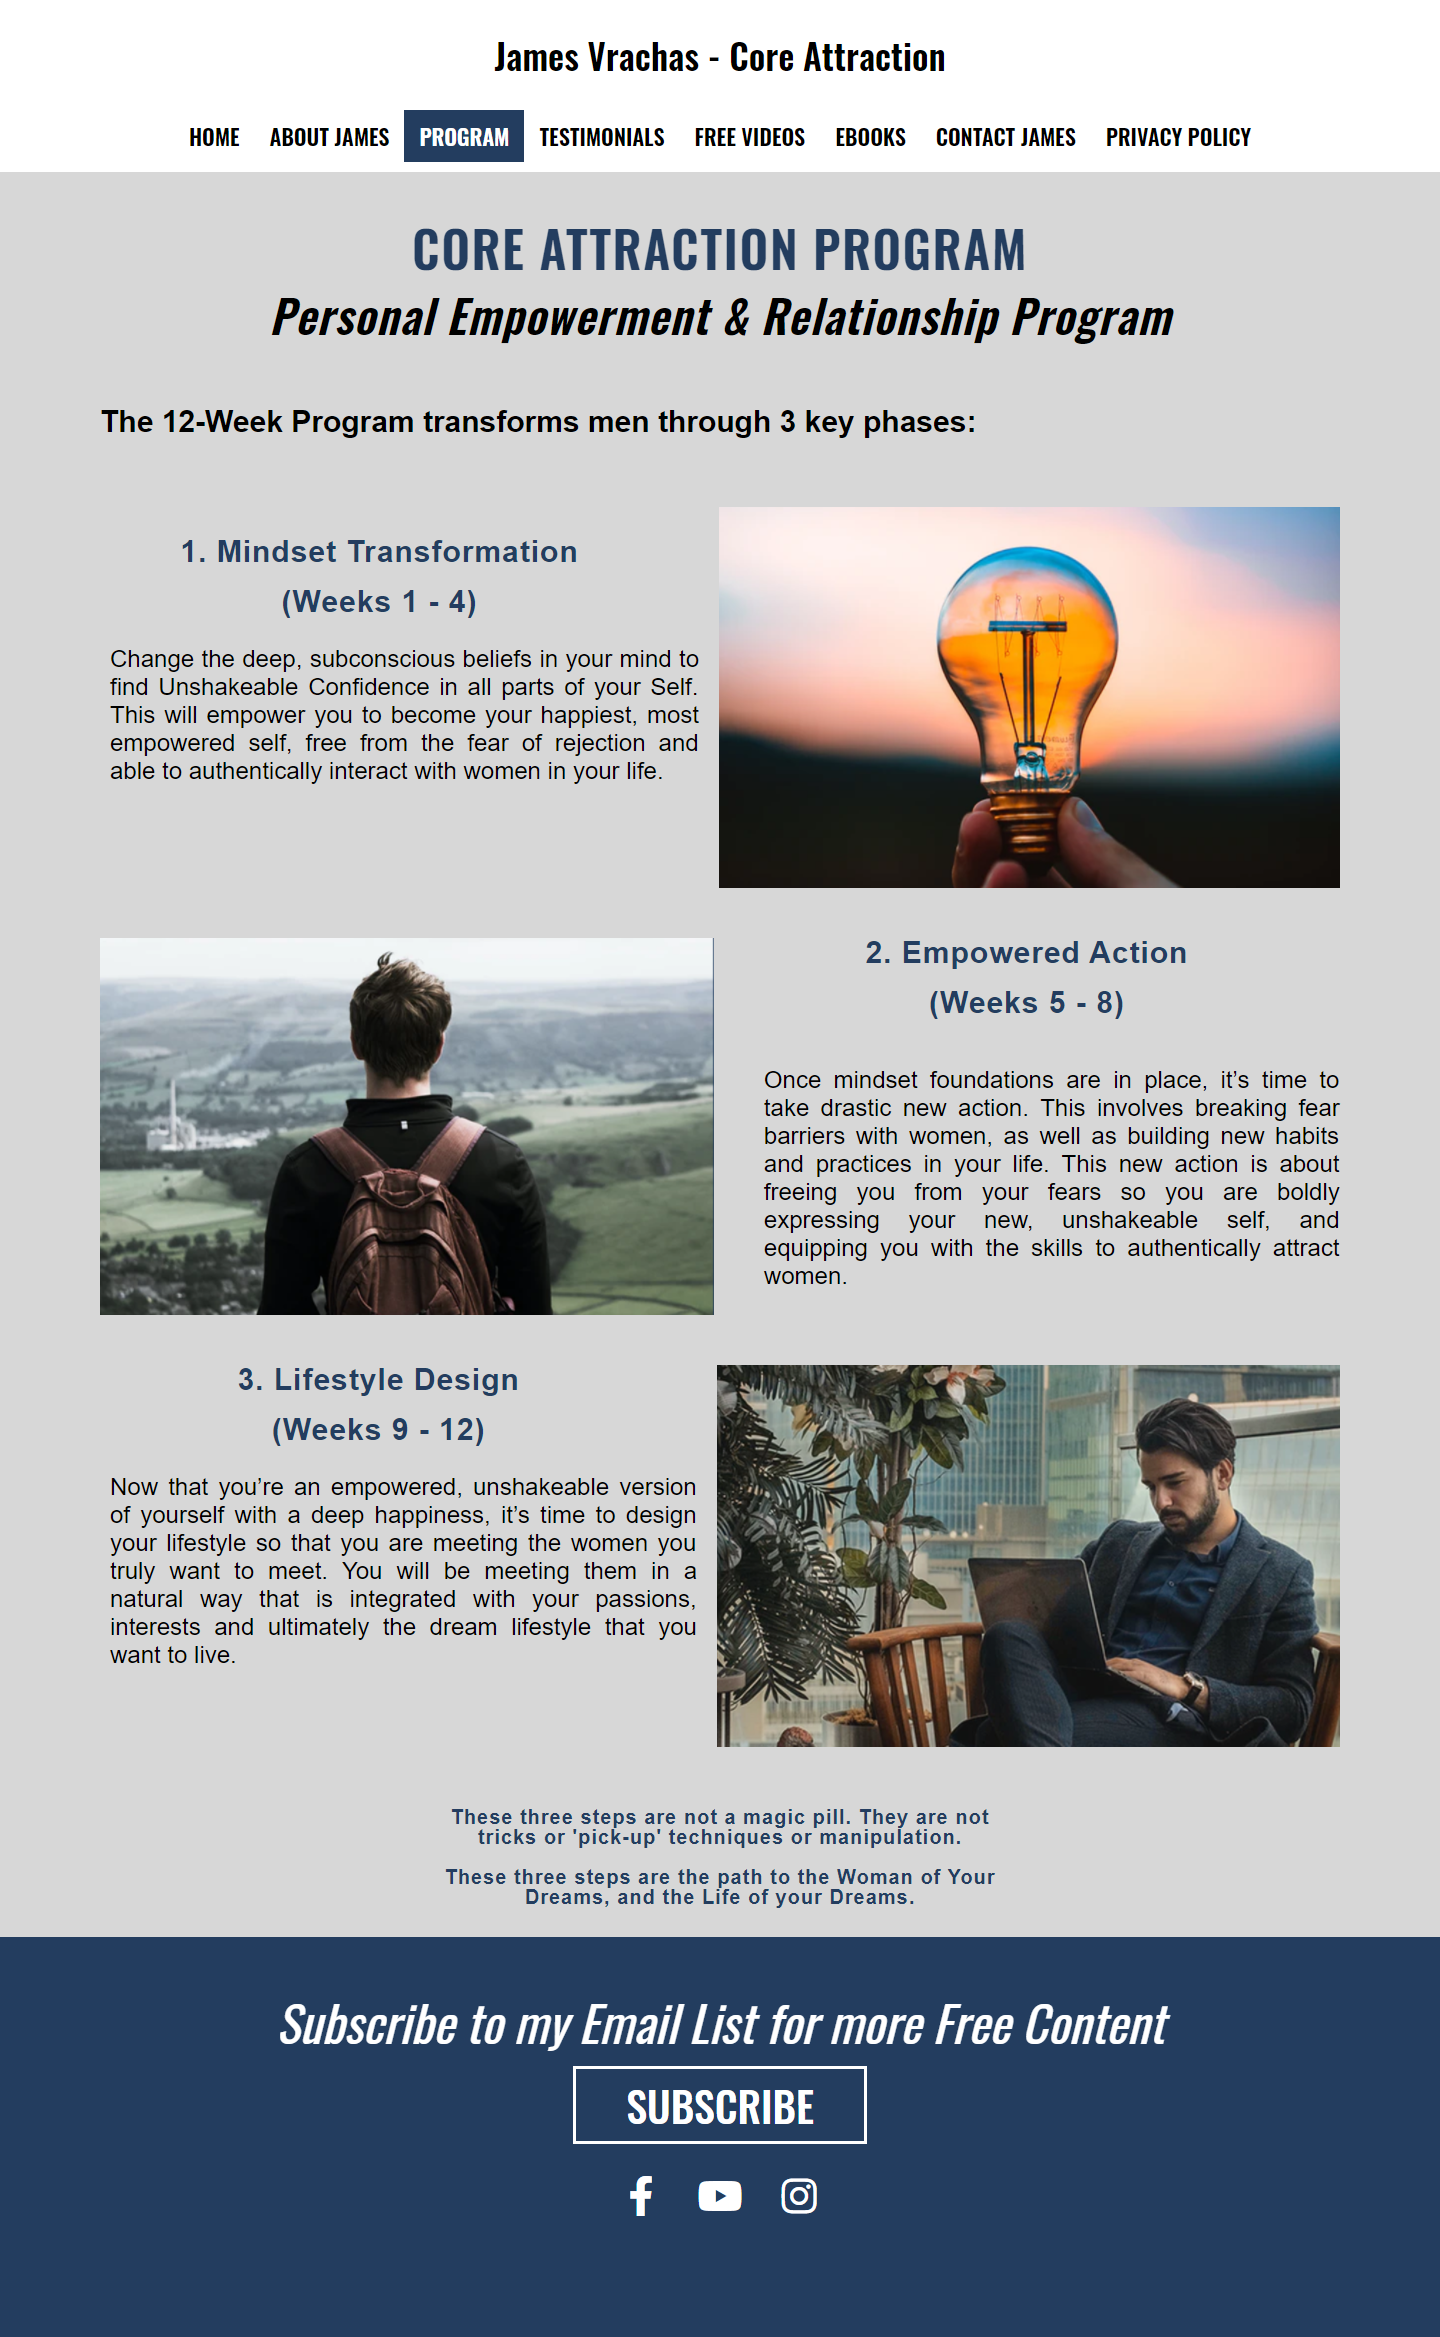 James Vrachas - Core Attraction
HOME ABOUT JAMES PROGRAM TESTIMONIALS FREE VIDEOS EBOOKS CONTACT JAMES PRIVACY POLICY
CORE ATTRACTION PROGRAM
Personal Empowerment & Relationship Program
The 12-Week Program transforms men through 3 key phases:
1. Mindset Transformation
(Weeks 1 - 4)
Change the deep, subconscious beliefs in your mind to
find Unshakeable Confidence in all parts of your Self.
This will empower you to become your happiest, most
empowered self, free from the fear of rejection and
able to authentically interact with women in your life.
2. Empowered Action
(Weeks 5 - 8)
Once mindset foundations are in place, it’s time to
take drastic new action. This involves breaking fear
barriers with women, as well as building new habits
and practices in your life. This new action is about
freeing you from your fears so you are boldly
expressing your new, unshakeable self, and
equipping you with the skills to authentically attract
women.
3. Lifestyle Design
(Weeks 9 - 12)
Now that you’re an empowered, unshakeable version
of yourself with a deep happiness, it’s time to design
your lifestyle so that you are meeting the women you
truly want to meet. You will be meeting them in a
natural way that is integrated with your passions,
interests and ultimately the dream lifestyle that you
want to live.
These three steps are not a magic pill. They are not
tricks or 'pick-up' techniques or manipulation.
These three steps are the path to the Woman of Your
Dreams, and the Life of your Dreams.
Subscribe to my Email List for more Free Content
SUBSCRIBE